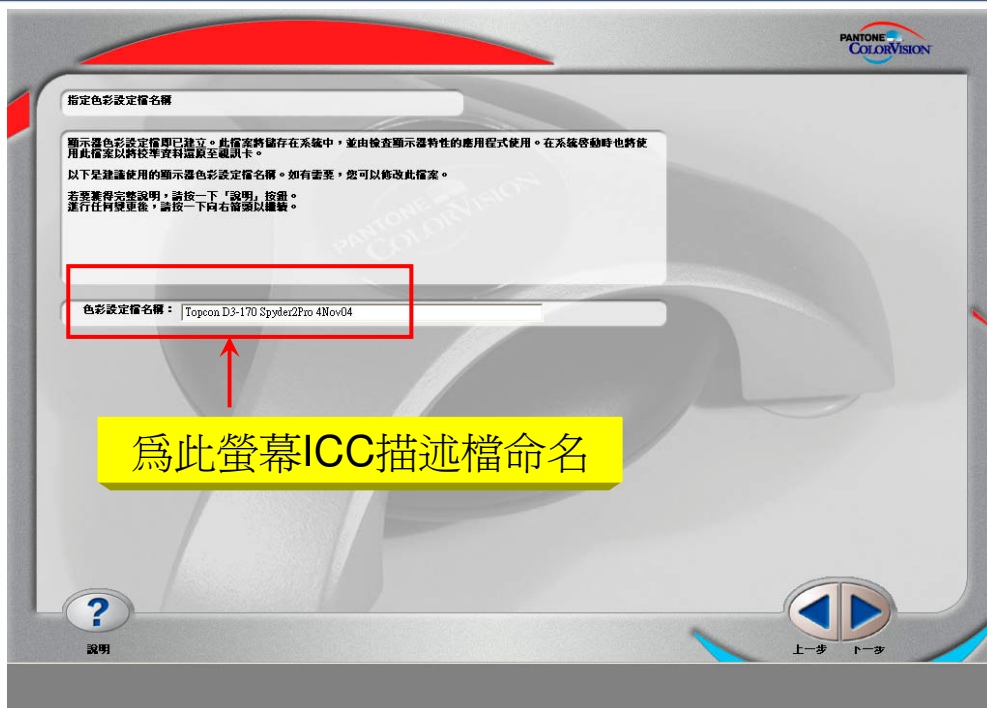 PANTONE
COLORVISION
指定色彩設定檔名稱
顯示器色彩設定檔即已建立。此檔案將儲存在系統中，並由檢查顯示器特性的應用程式使用。在系統啓動時也將使
用此檔案以將校準資料還原至視訊卡。
以下是建議使用的顯示器色彩設定檔名稱。如有需要，您可以修改此檔案。
若要獲得完整說明，請按一下「說明」按鈕。
進行任何變更後，請按一下向右箭頭以繼續。
PANTONE
COLORVISION
色彩設定檔名稱： Topcon D3-170 Spyder2Pro 4Nov04
爲此螢幕ICC描述檔命名
?
說明
上一步 下一步